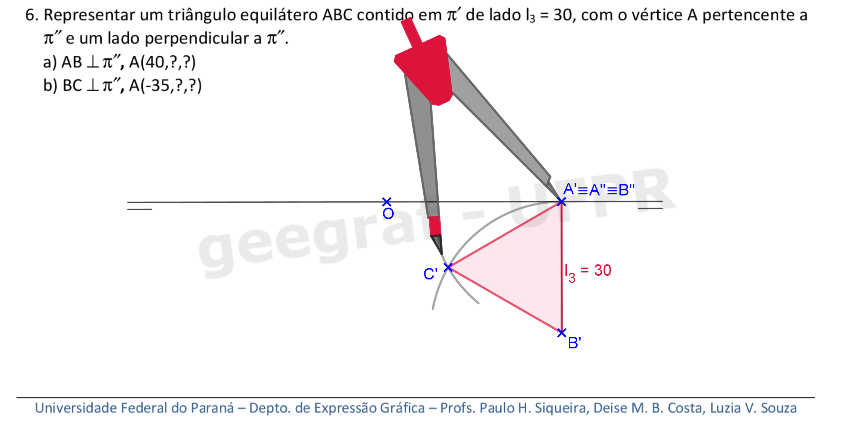 6. Representar um triângulo equilátero ABC contido em π′ de lado l₃ = 30, com o vértice A pertencente a
π″ e um lado perpendicular a π″.
a) AB ⊥ π″, A(40,?,?)
b) BC ⊥ π″, A(-35,?,?)
A'≡A"≡B"
O
geegraf - UFPR
C'
l₃ = 30
B'
Universidade Federal do Paraná – Depto. de Expressão Gráfica – Profs. Paulo H. Siqueira, Deise M. B. Costa, Luzia V. Souza